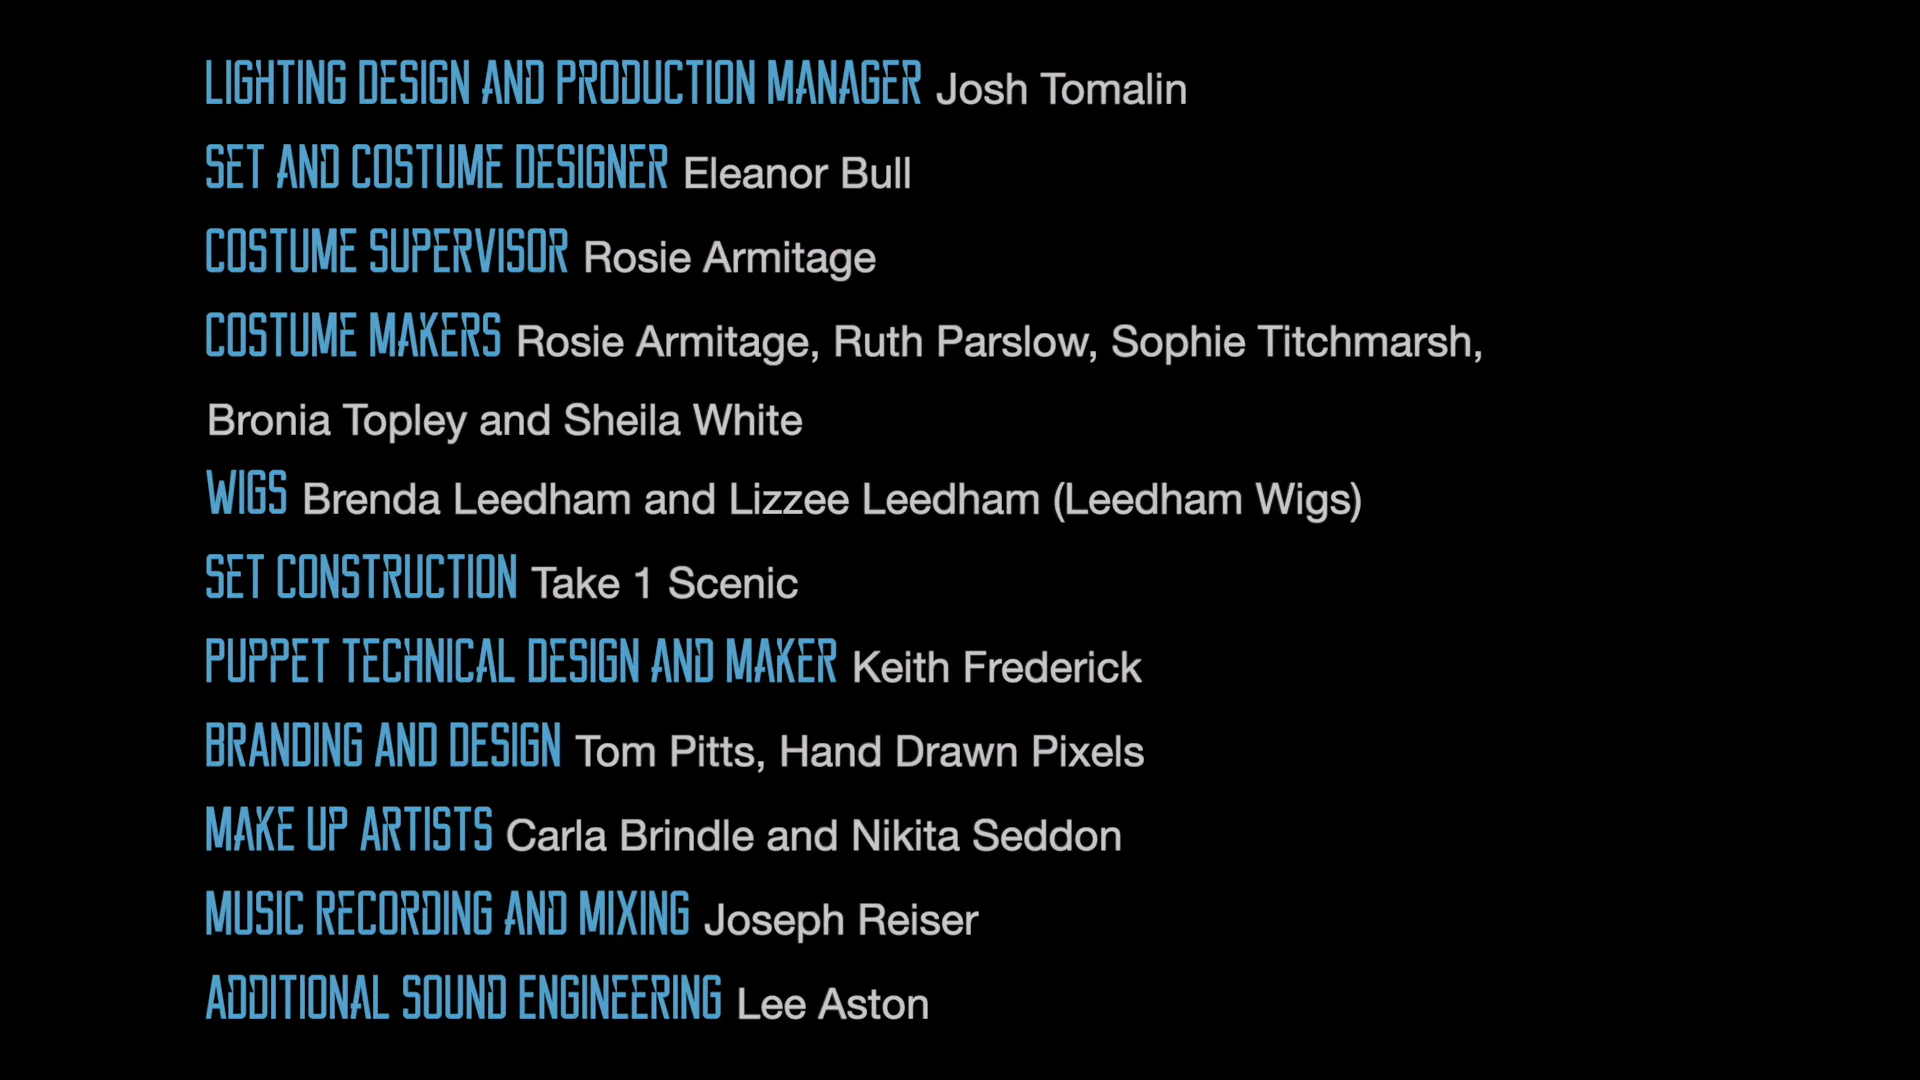 LIGHTING DESIGN AND PRODUCTION MANAGER Josh Tomalin
SET AND COSTUME DESIGNER Eleanor Bull
COSTUME SUPERVISOR Rosie Armitage
COSTUME MAKERS Rosie Armitage, Ruth Parslow, Sophie Titchmarsh,
Bronia Topley and Sheila White
WIGS Brenda Leedham and Lizzee Leedham (Leedham Wigs)
SET CONSTRUCTION Take 1 Scenic
PUPPET TECHNICAL DESIGN AND MAKER Keith Frederick
BRANDING AND DESIGN Tom Pitts, Hand Drawn Pixels
MAKE UP ARTISTS Carla Brindle and Nikita Seddon
MUSIC RECORDING AND MIXING Joseph Reiser
ADDITIONAL SOUND ENGINEERING Lee Aston